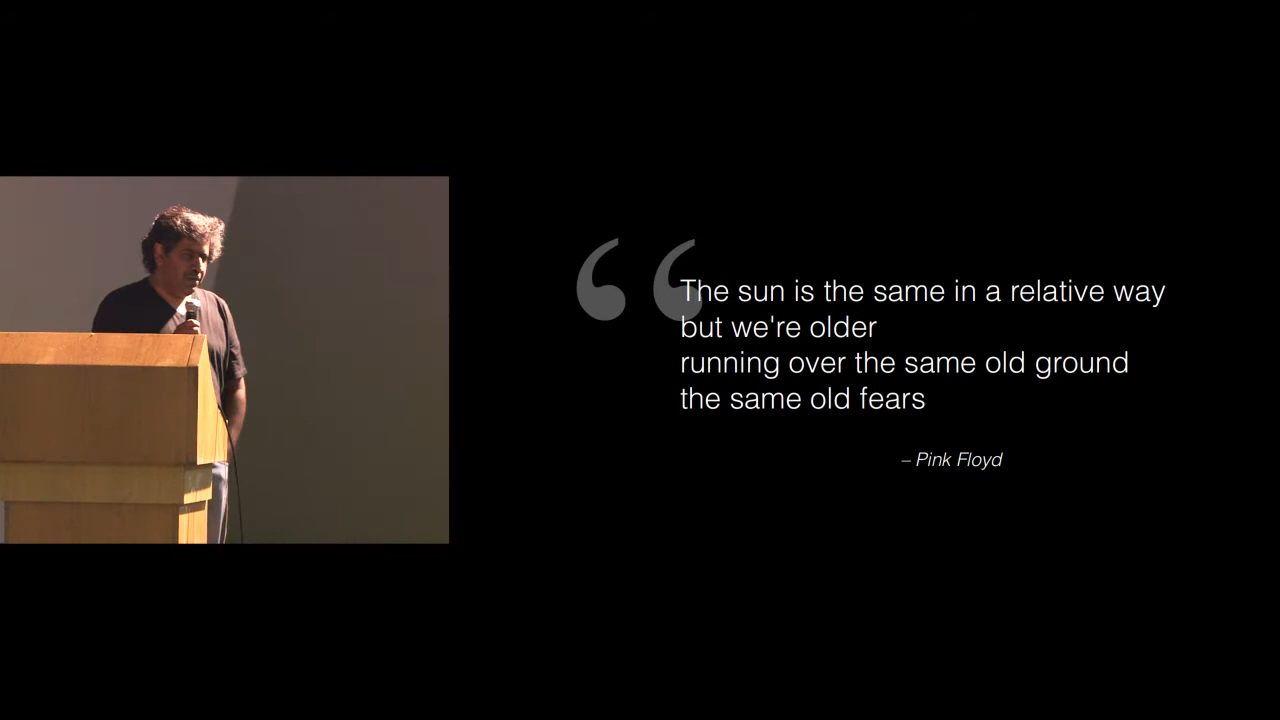 The sun is the same in a relative way
but we're older
running over the same old ground
the same old fears
– Pink Floyd